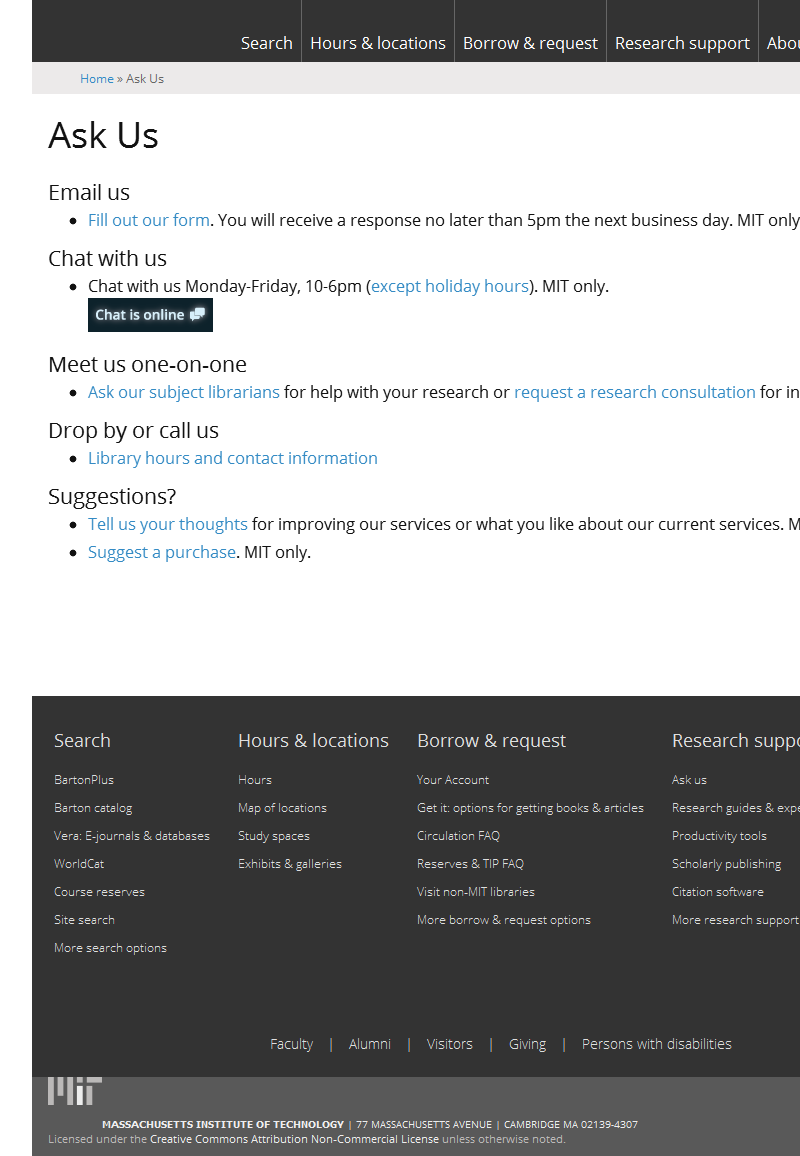 Search Hours & locations Borrow & request Research support Abou
Home » Ask Us
Ask Us
Email us
Fill out our form. You will receive a response no later than 5pm the next business day. MIT only
Chat with us
Chat with us Monday-Friday, 10-6pm (except holiday hours). MIT only.
Chat is online
Meet us one-on-one
Ask our subject librarians for help with your research or request a research consultation for in
Drop by or call us
Library hours and contact information
Suggestions?
Tell us your thoughts for improving our services or what you like about our current services. M
Suggest a purchase. MIT only.
Search
BartonPlus
Barton catalog
Vera: E-journals & databases
WorldCat
Course reserves
Site search
More search options
Hours & locations
Hours
Map of locations
Study spaces
Exhibits & galleries
Borrow & request
Your Account
Get it: options for getting books & articles
Circulation FAQ
Reserves & TIP FAQ
Visit non-MIT libraries
More borrow & request options
Research suppo
Ask us
Research guides & expe
Productivity tools
Scholarly publishing
Citation software
More research support
Faculty | Alumni | Visitors | Giving | Persons with disabilities
MIT
MASSACHUSETTS INSTITUTE OF TECHNOLOGY | 77 MASSACHUSETTS AVENUE | CAMBRIDGE MA 02139-4307
Licensed under the Creative Commons Attribution Non-Commercial License unless otherwise noted.